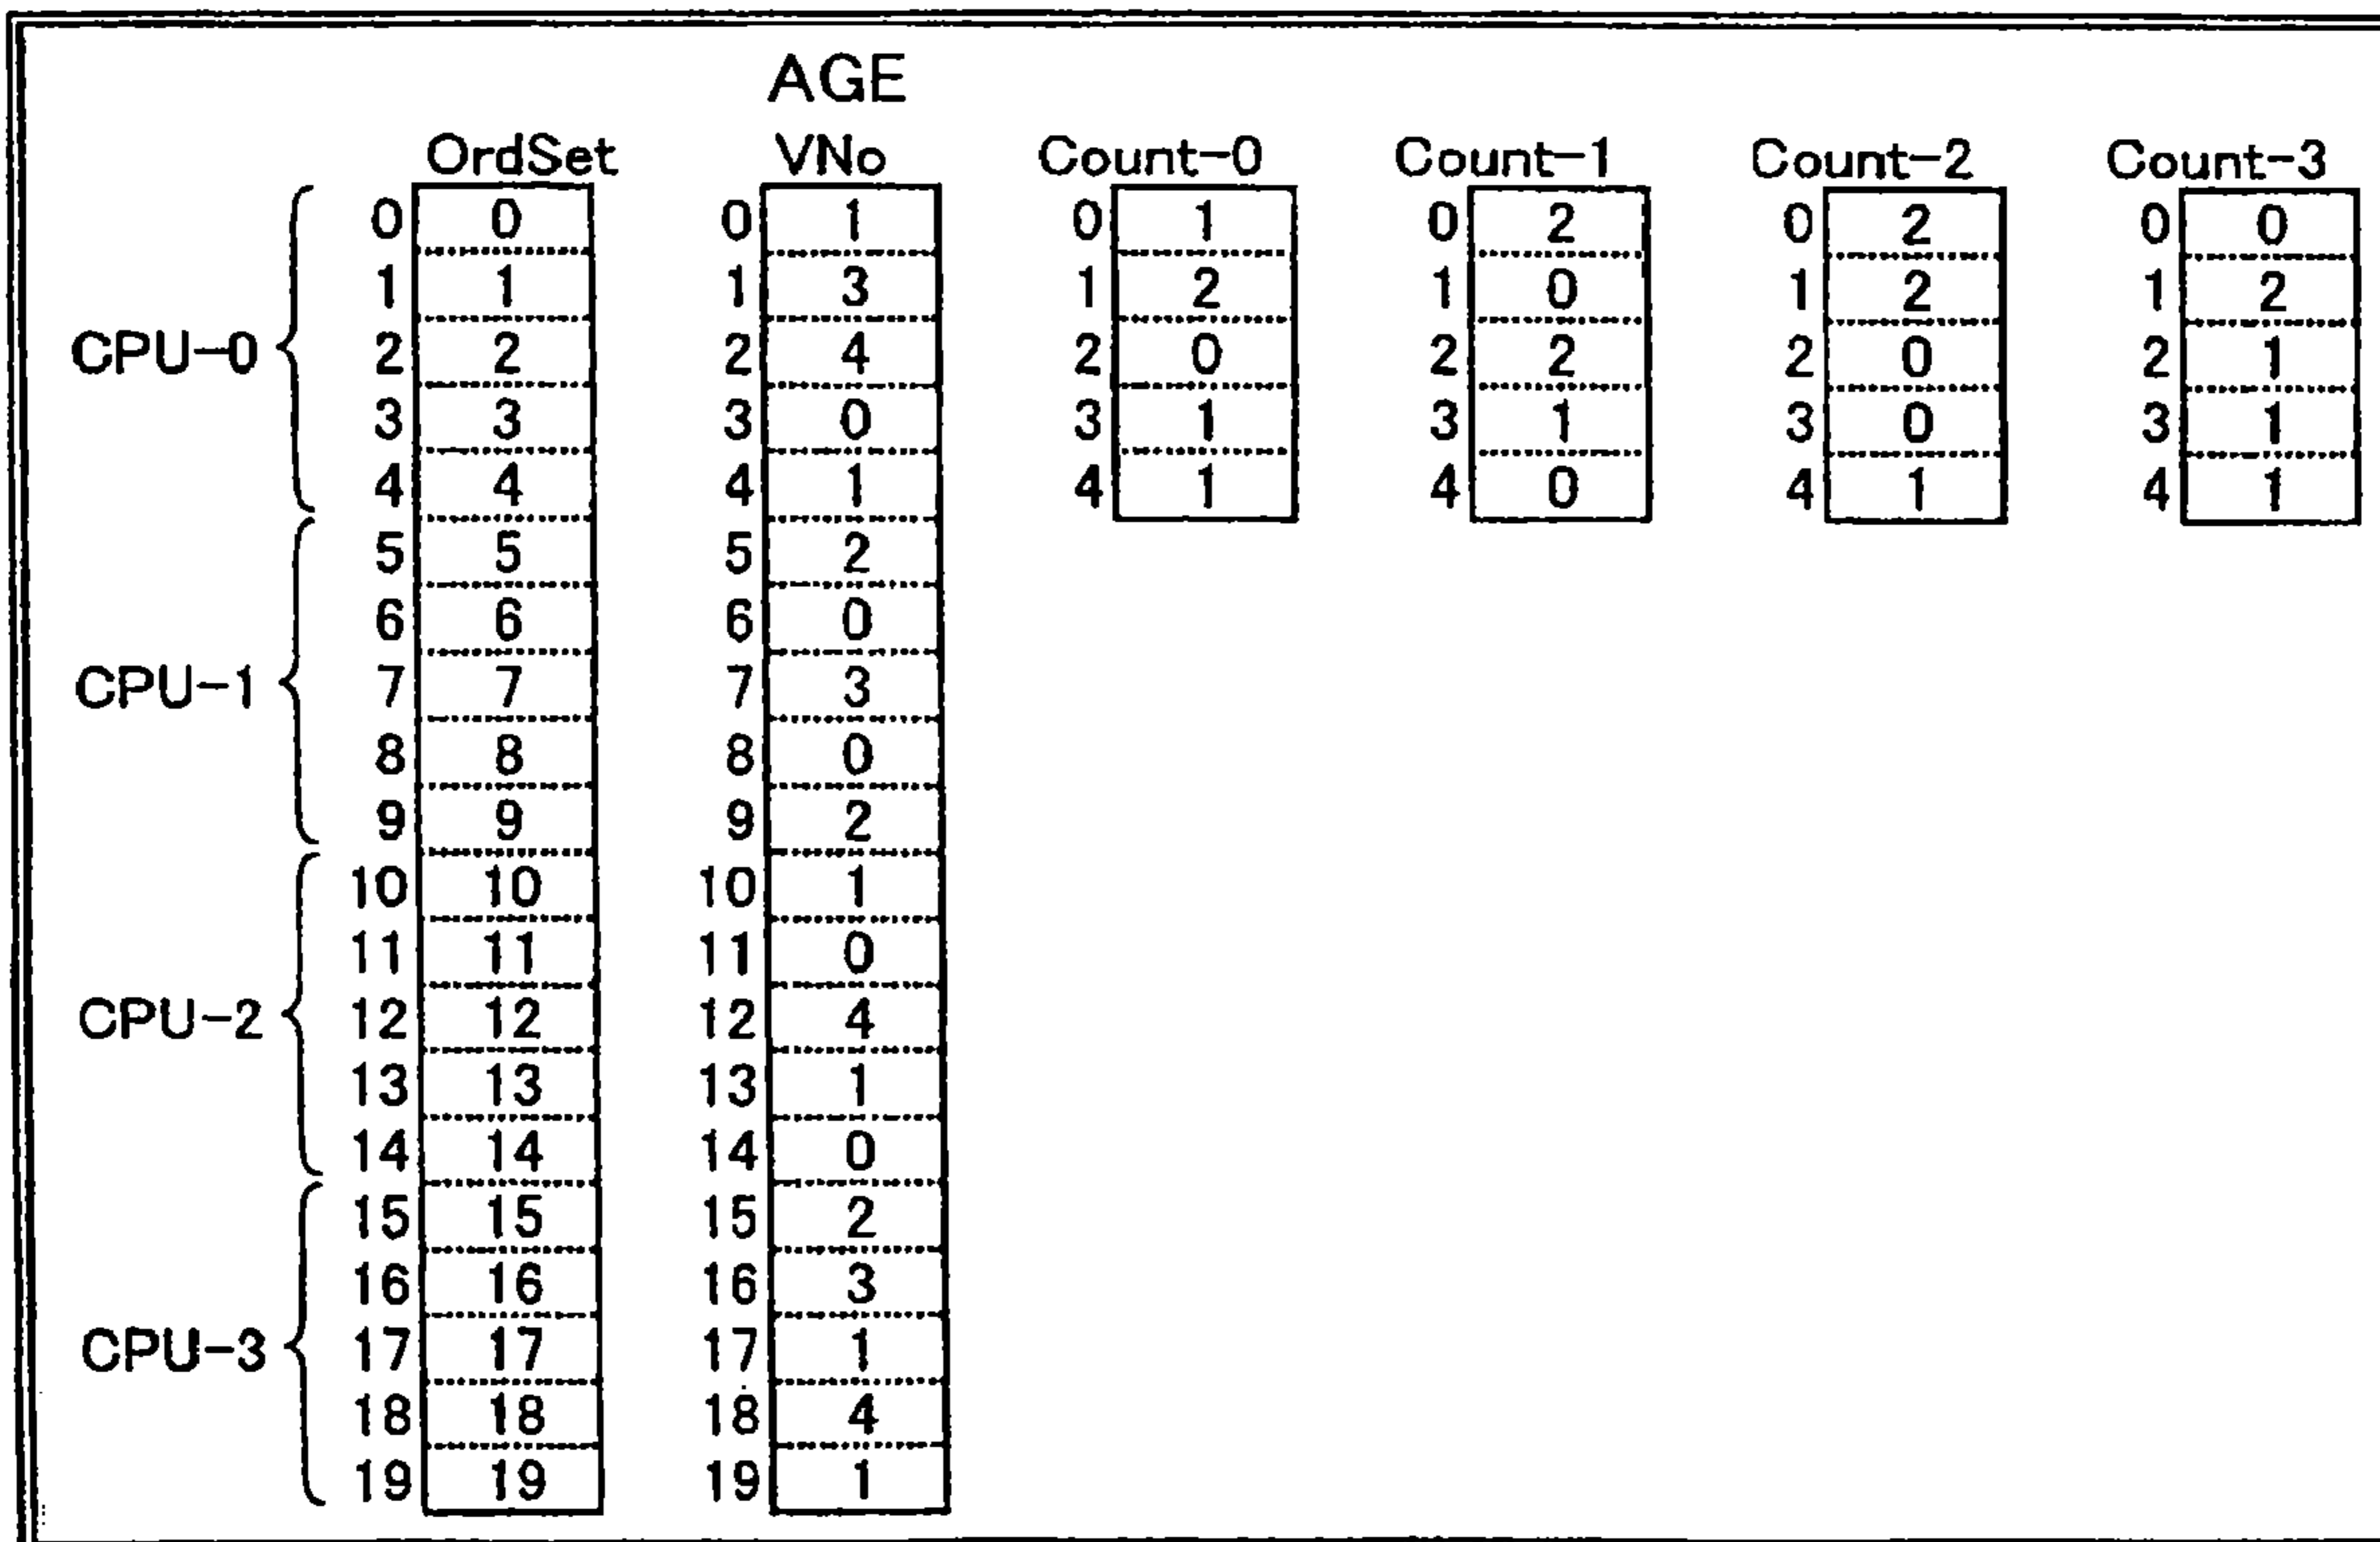 AGE
OrdSet VNo Count-0 Count-1 Count-2 Count-3
0 0 0 1 0 1 0 2 0 2 0 0
1 1 1 3 1 2 1 0 1 2 1 2
CPU-0 2 2 2 4 2 0 2 2 2 0 2 1
3 3 3 0 3 1 3 1 3 0 3 1
4 4 4 1 4 1 4 0 4 1 4 1
5 5 5 2
6 6 6 0
CPU-1 7 7 7 3
8 8 8 0
9 9 9 2
10 10 10 1
11 11 11 0
CPU-2 12 12 12 4
13 13 13 1
14 14 14 0
15 15 15 2
16 16 16 3
CPU-3 17 17 17 1
18 18 18 4
19 19 19 1